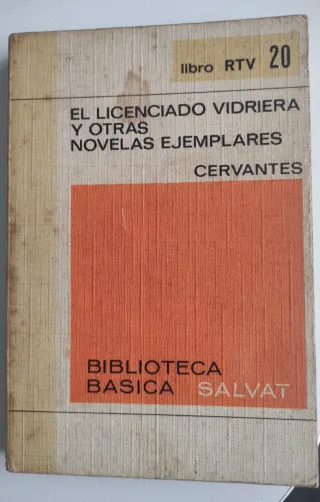 libro RTV 20
EL LICENCIADO VIDRIERA
Y OTRAS
NOVELAS EJEMPLARES
CERVANTES
BIBLIOTECA
BASICA SALVAT